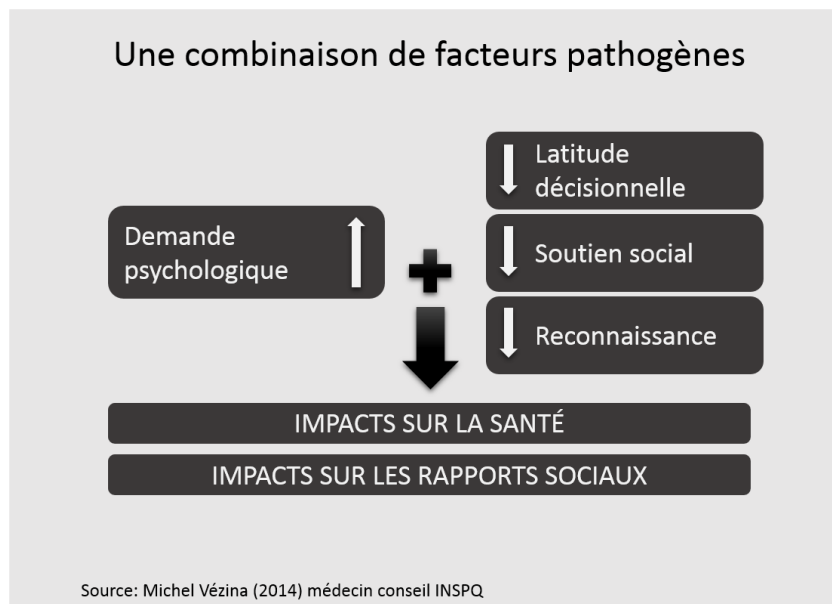 Une combinaison de facteurs pathogènes
Demande
psychologique
Latitude
décisionnelle
Soutien social
Reconnaissance
IMPACTS SUR LA SANTÉ
IMPACTS SUR LES RAPPORTS SOCIAUX
Source: Michel Vézina (2014) médecin conseil INSPQ